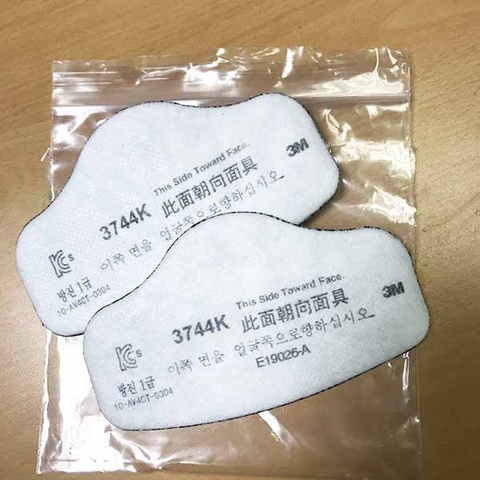 This Side Toward Face.
3M
3744K 此面朝向面具
이쪽 면을 얼굴쪽으로향하십시오
KCs
방진 1급
10-AV4CT-0304
This Side Toward Face.
3M
3744K 此面朝向面具
이쪽 면을 얼굴쪽으로향하십시오
E19026-A
KCs
방진 1급
10-AV4CT-0304